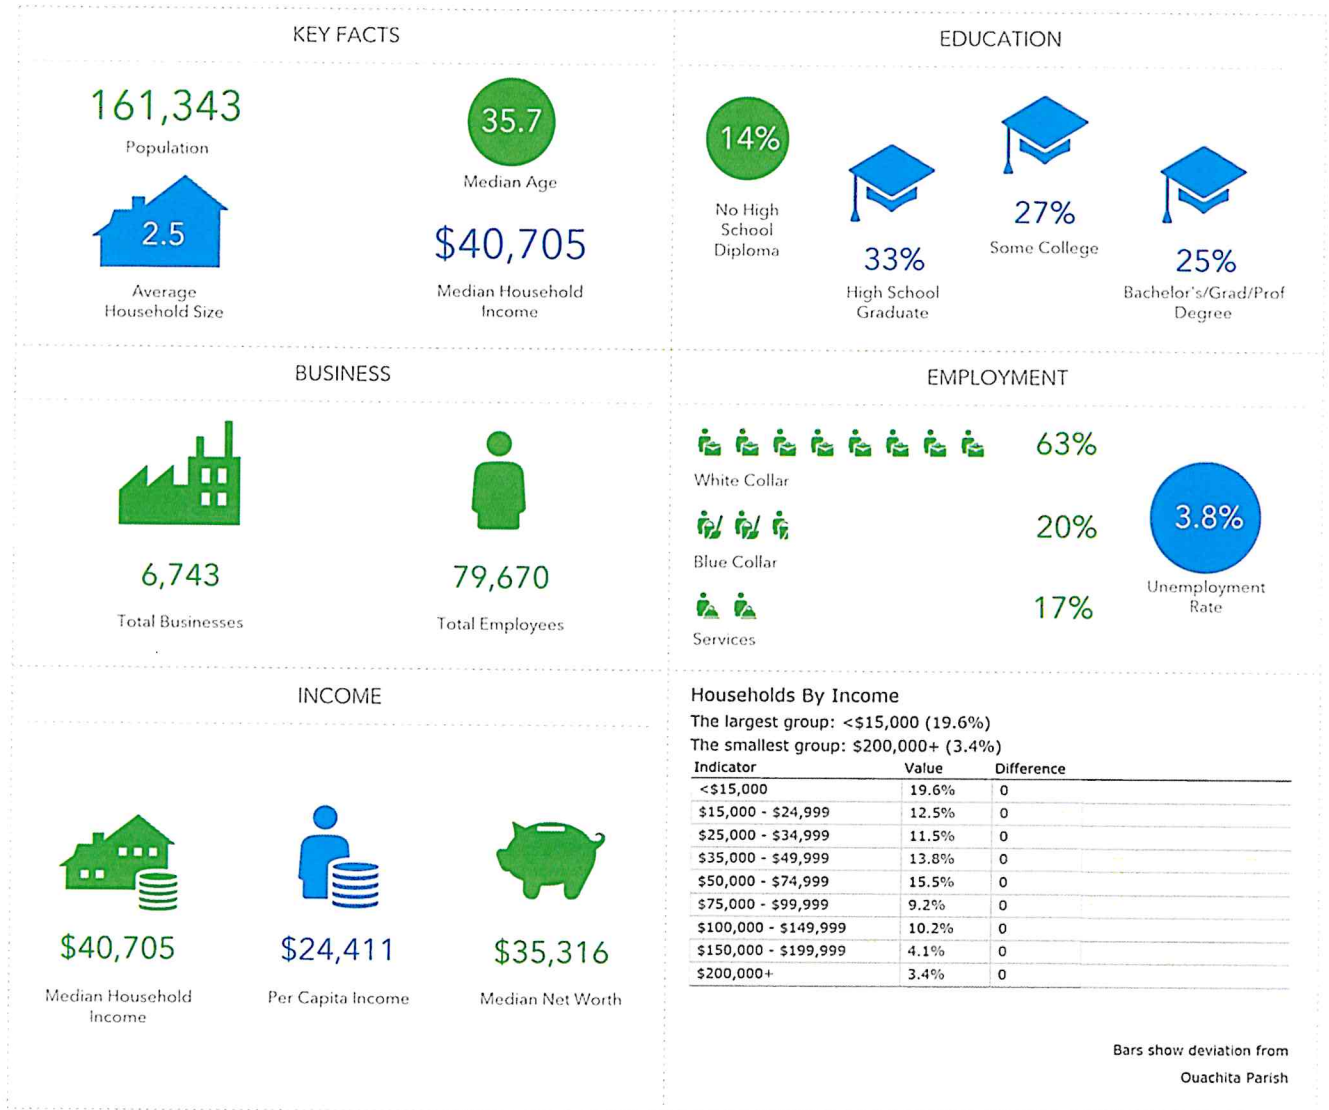 KEY FACTS
161,343
Population
35.7
Median Age
2.5
Average
Household Size
$40,705
Median Household
Income
EDUCATION
14%
No High
School
Diploma
33%
High School
Graduate
27%
Some College
25%
Bachelor's/Grad/Prof
Degree
BUSINESS
6,743
Total Businesses
79,670
Total Employees
EMPLOYMENT
63%
White Collar
20%
Blue Collar
17%
Services
3.8%
Unemployment
Rate
INCOME
$40,705
Median Household
Income
$24,411
Per Capita Income
$35,316
Median Net Worth
Households By Income
The largest group: <$15,000 (19.6%)
The smallest group: $200,000+ (3.4%)
Indicator Value Difference
<$15,000 19.6% 0
$15,000 - $24,999 12.5% 0
$25,000 - $34,999 11.5% 0
$35,000 - $49,999 13.8% 0
$50,000 - $74,999 15.5% 0
$75,000 - $99,999 9.2% 0
$100,000 - $149,999 10.2% 0
$150,000 - $199,999 4.1% 0
$200,000+ 3.4% 0
Bars show deviation from
Ouachita Parish